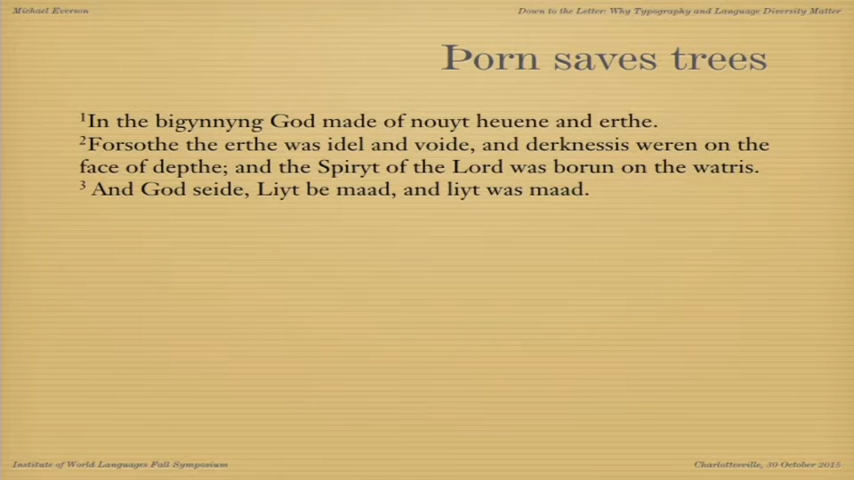 Michael Everson
Down to the Letter: Why Typography and Language Diversity Matter
Þorn saves trees
¹In the bigynnyng God made of nouyt heuene and erthe.
²Forsothe the erthe was idel and voide, and derknessis weren on the
face of depthe; and the Spiryt of the Lord was borun on the watris.
³ And God seide, Liyt be maad, and liyt was maad.
Institute of World Languages Fall Symposium
Charlottesville, 30 October 2015